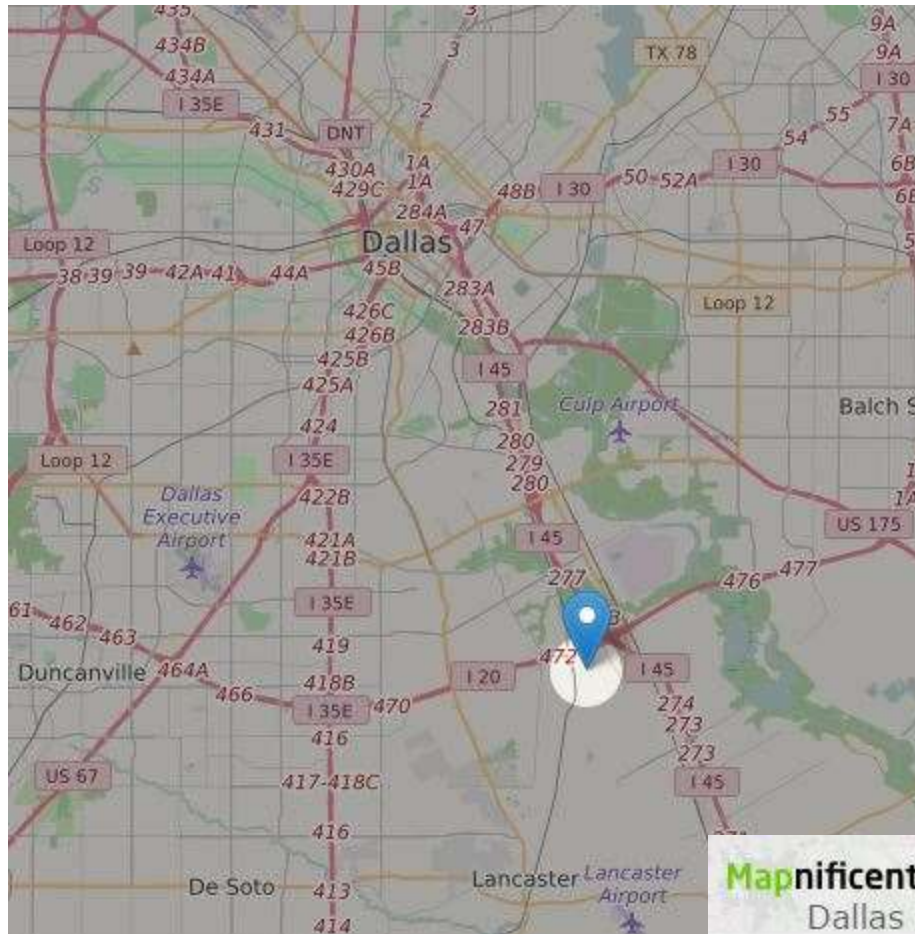 435
434B
434A
I 35E
431
DNT
430A
429C
3
3
2
1A
1A
284A
TX 78
9A
9A
I 30
55
54
7A
I 30
6B
48B
I 30
50
52A
47
Loop 12
Dallas
38
39
39
42A
41
44A
45B
283A
426C
283B
426B
Loop 12
425B
425A
I 45
281
Culp Airport
Balch S
424
280
279
280
Loop 12
I 35E
422B
Dallas
Executive
Airport
421A
421B
I 45
US 175
277
476
477
I 35E
61
462
463
419
472
I 45
Duncanville
464A
418B
I 20
466
I 35E
470
274
273
273
416
US 67
417-418C
I 45
416
De Soto
413
414
Lancaster
Lancaster
Airport
Mapnificent
Dallas